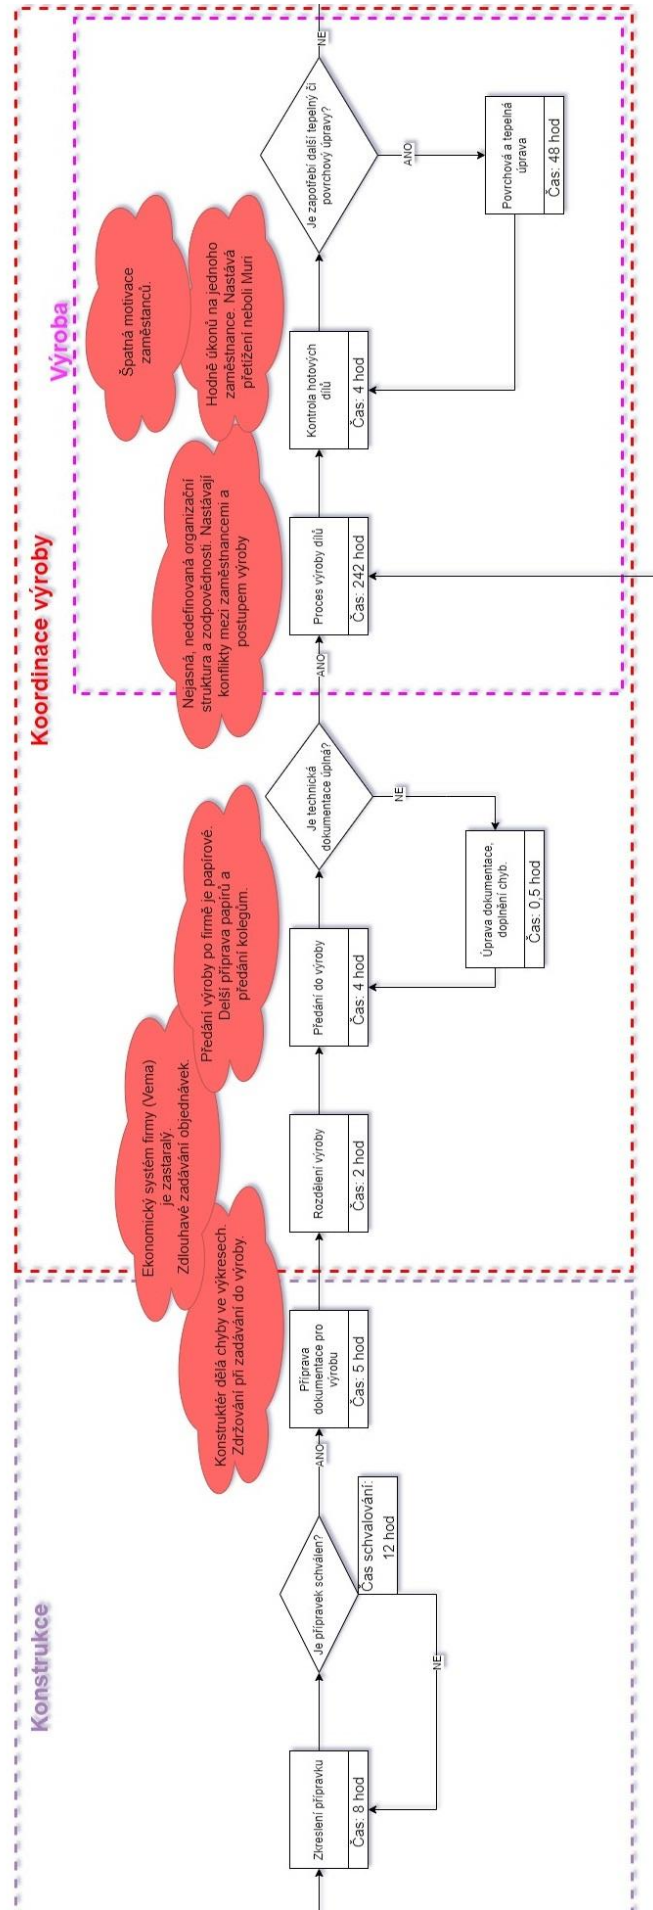 Konstrukce
Zkreslení přípravku
Čas: 8 hod
Je přípravek schválen?
Čas schvalování:
12 hod
NE
ANO
Příprava
dokumentace pro
výrobu
Čas: 5 hod
Konstruktér dělá chyby ve výkresech.
Zdržování při zadávání do výroby.
Koordinace výroby
Ekonomický systém firmy (Vema)
je zastaralý.
Zdlouhavé zadávání objednávek.
Rozdělení výroby
Čas: 2 hod
Předání výroby po firmě je papírové.
Delší příprava papírů a
předání kolegům.
Předání do výroby
Čas: 4 hod
Je technická
dokumentace úplná?
NE
Úprava dokumentace,
doplnění chyb.
Čas: 0,5 hod
ANO
Výroba
Nejasná, nedefinovaná organizační
struktura a zodpovědnosti. Nastávají
konflikty mezi zaměstnancemi a
postupem výroby
Proces výroby dílů
Čas: 242 hod
Špatná motivace
zaměstanců.
Hodně úkonů na jednoho
zaměstnance. Nastává
přetížení neboli Muri
Kontrola hotových
dílů
Čas: 4 hod
Je zapotřebí další tepelný či
povrchový úpravy?
ANO
Povrchová a tepelná
úprava
Čas: 48 hod
NE